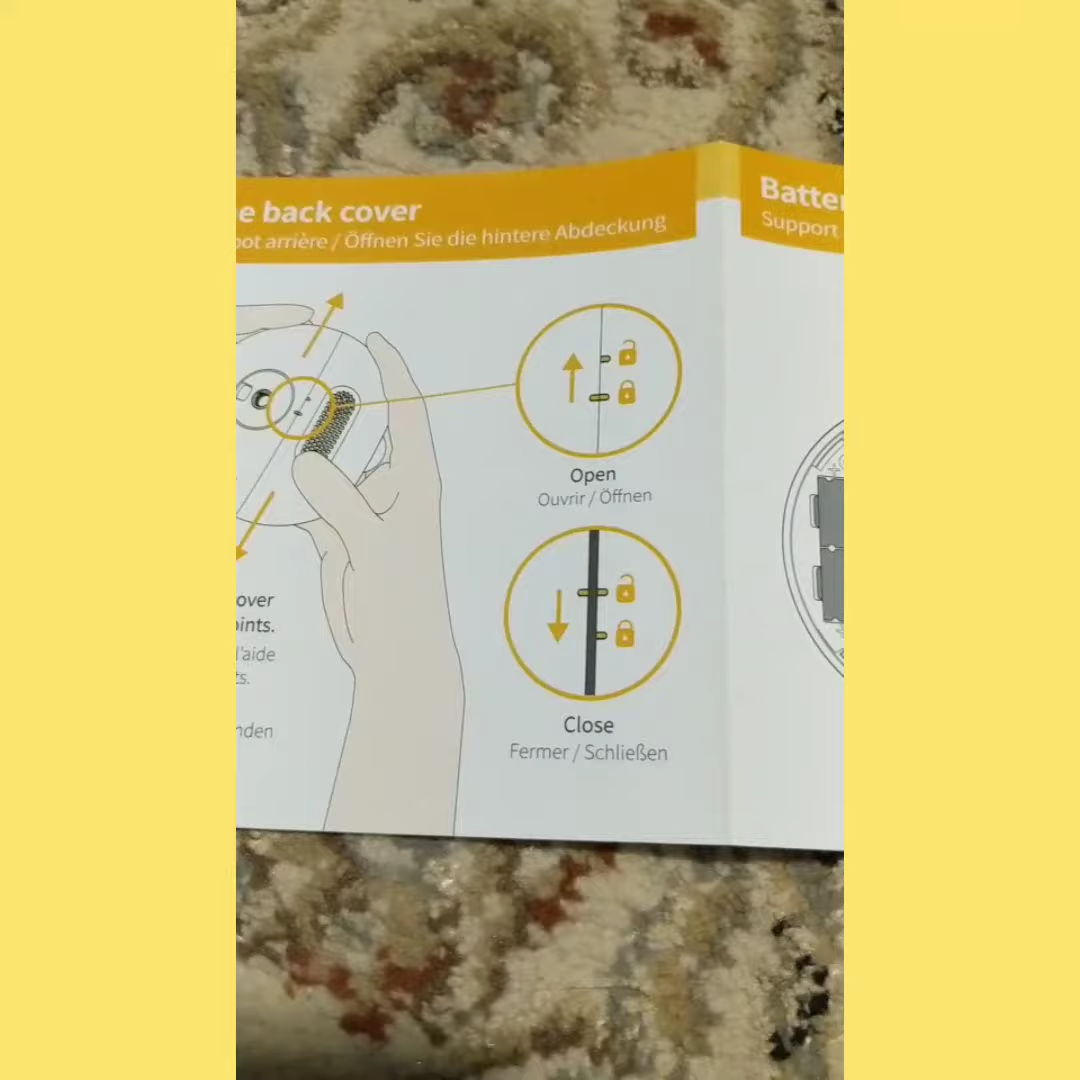 e back cover
pot arrière / Öffnen Sie die hintere Abdeckung
Batter
Support
Open
Ouvrir / Öffnen
over
oints.
l'aide
ts.
nden
Close
Fermer / Schließen